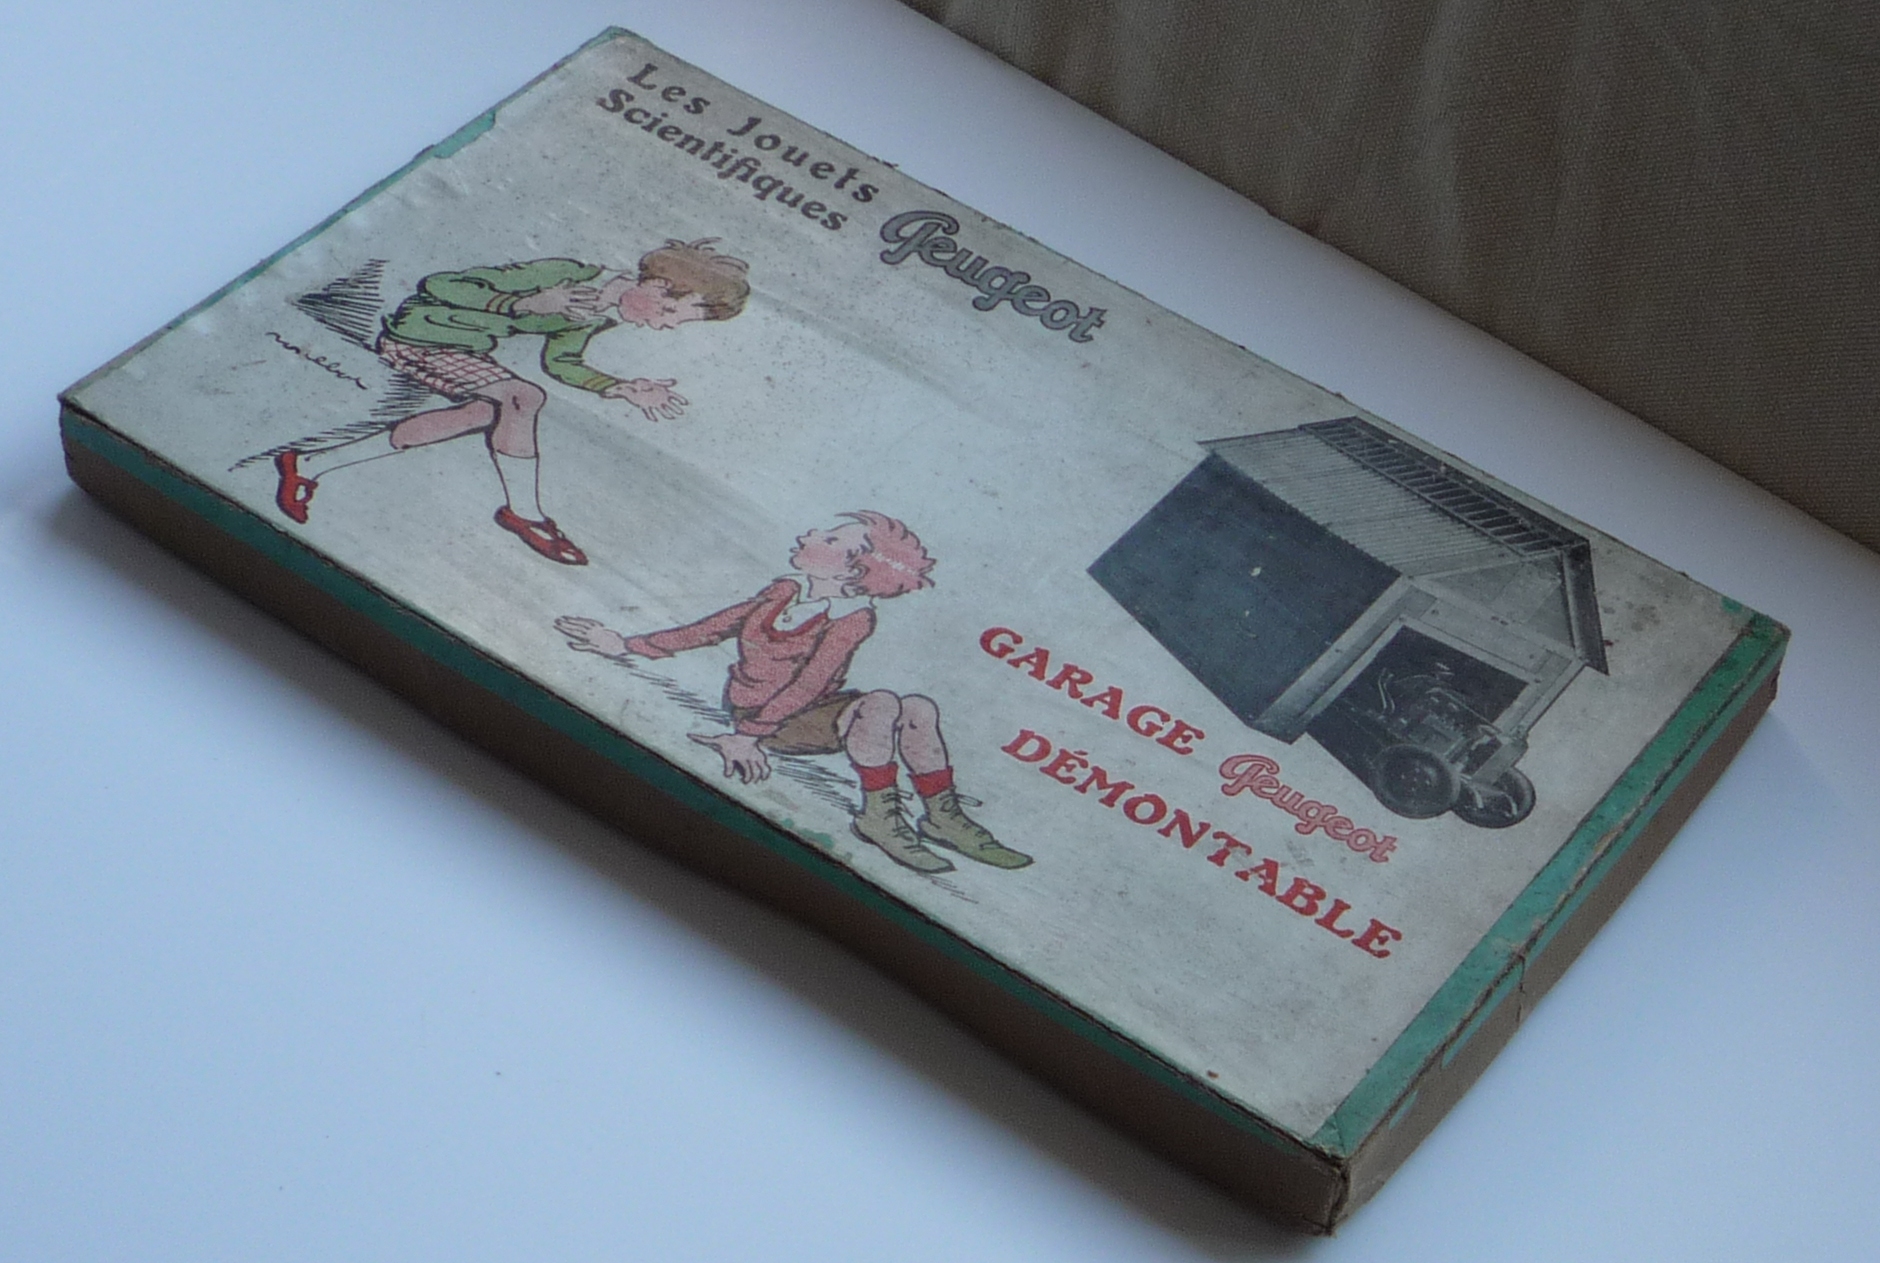 Les Jouets
Scientifiques Peugeot
GARAGE Peugeot
DÉMONTABLE